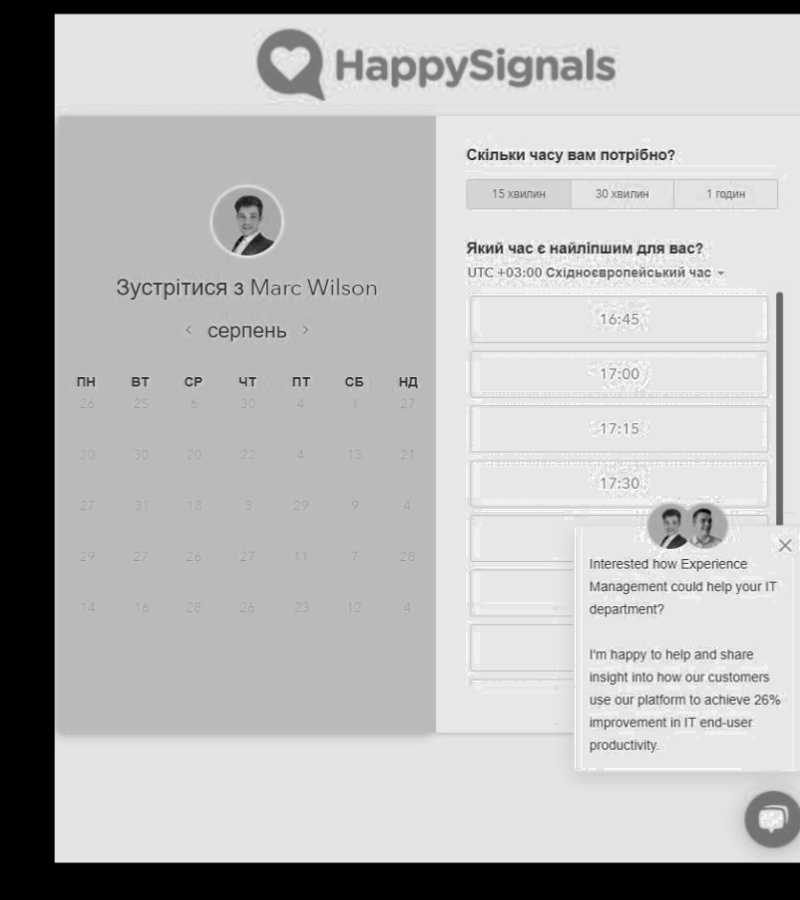 HappySignals
Зустрітися з Marc Wilson
серпень
ПН ВТ СР ЧТ ПТ СБ НД
26 25 6 30 4 1 27
20 30 20 22 4 13 21
27 31 18 3 29 9 4
29 27 26 27 11 7 28
14 16 28 26 23 12 4
Скільки часу вам потрібно?
15 хвилин 30 хвилин 1 годин
Який час є найліпшим для вас?
UTC +03:00 Східноєвропейський час
16:45
17:00
17:15
17:30
Interested how Experience
Management could help your IT
department?
I'm happy to help and share
insight into how our customers
use our platform to achieve 26%
improvement in IT end-user
productivity.